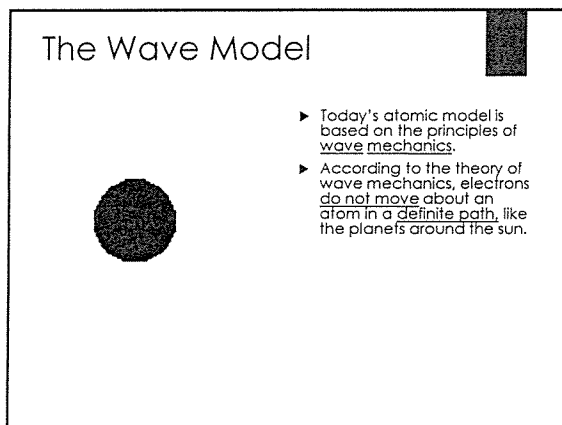 The Wave Model
▶ Today's atomic model is
based on the principles of
wave mechanics.
▶ According to the theory of
wave mechanics, electrons
do not move about an
atom in a definite path, like
the planets around the sun.